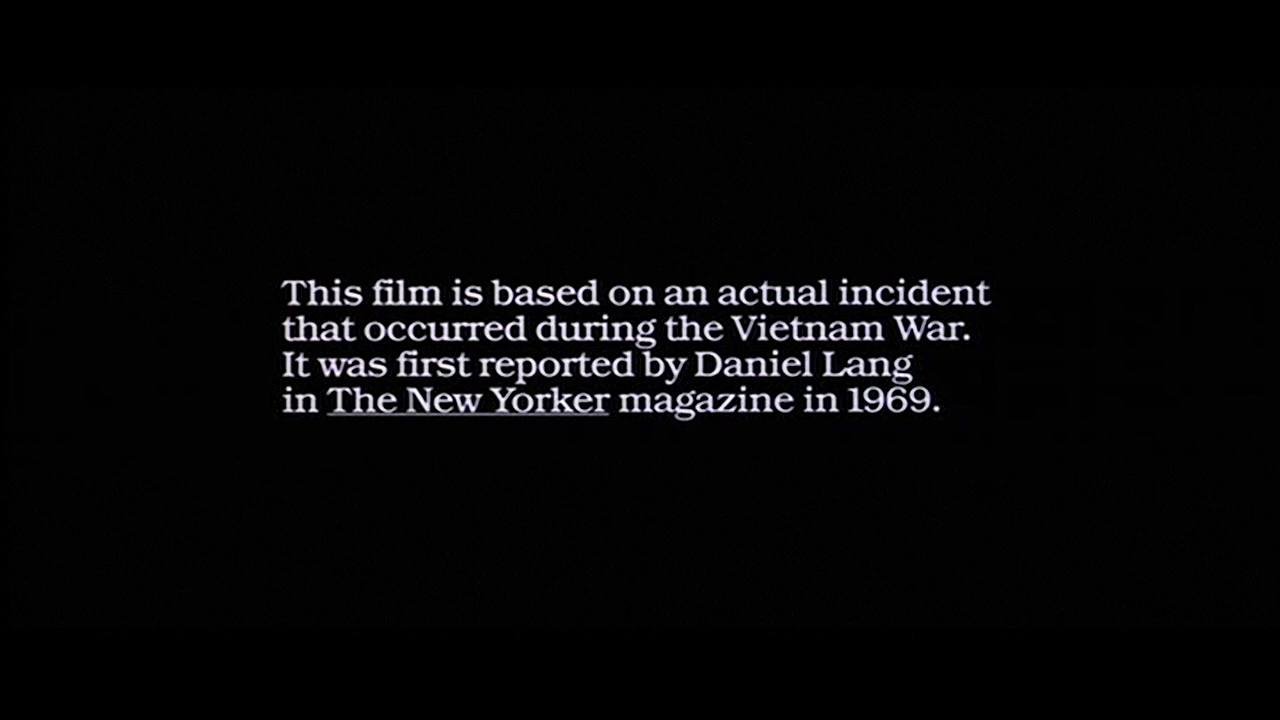 This film is based on an actual incident
that occurred during the Vietnam War.
It was first reported by Daniel Lang
in The New Yorker magazine in 1969.